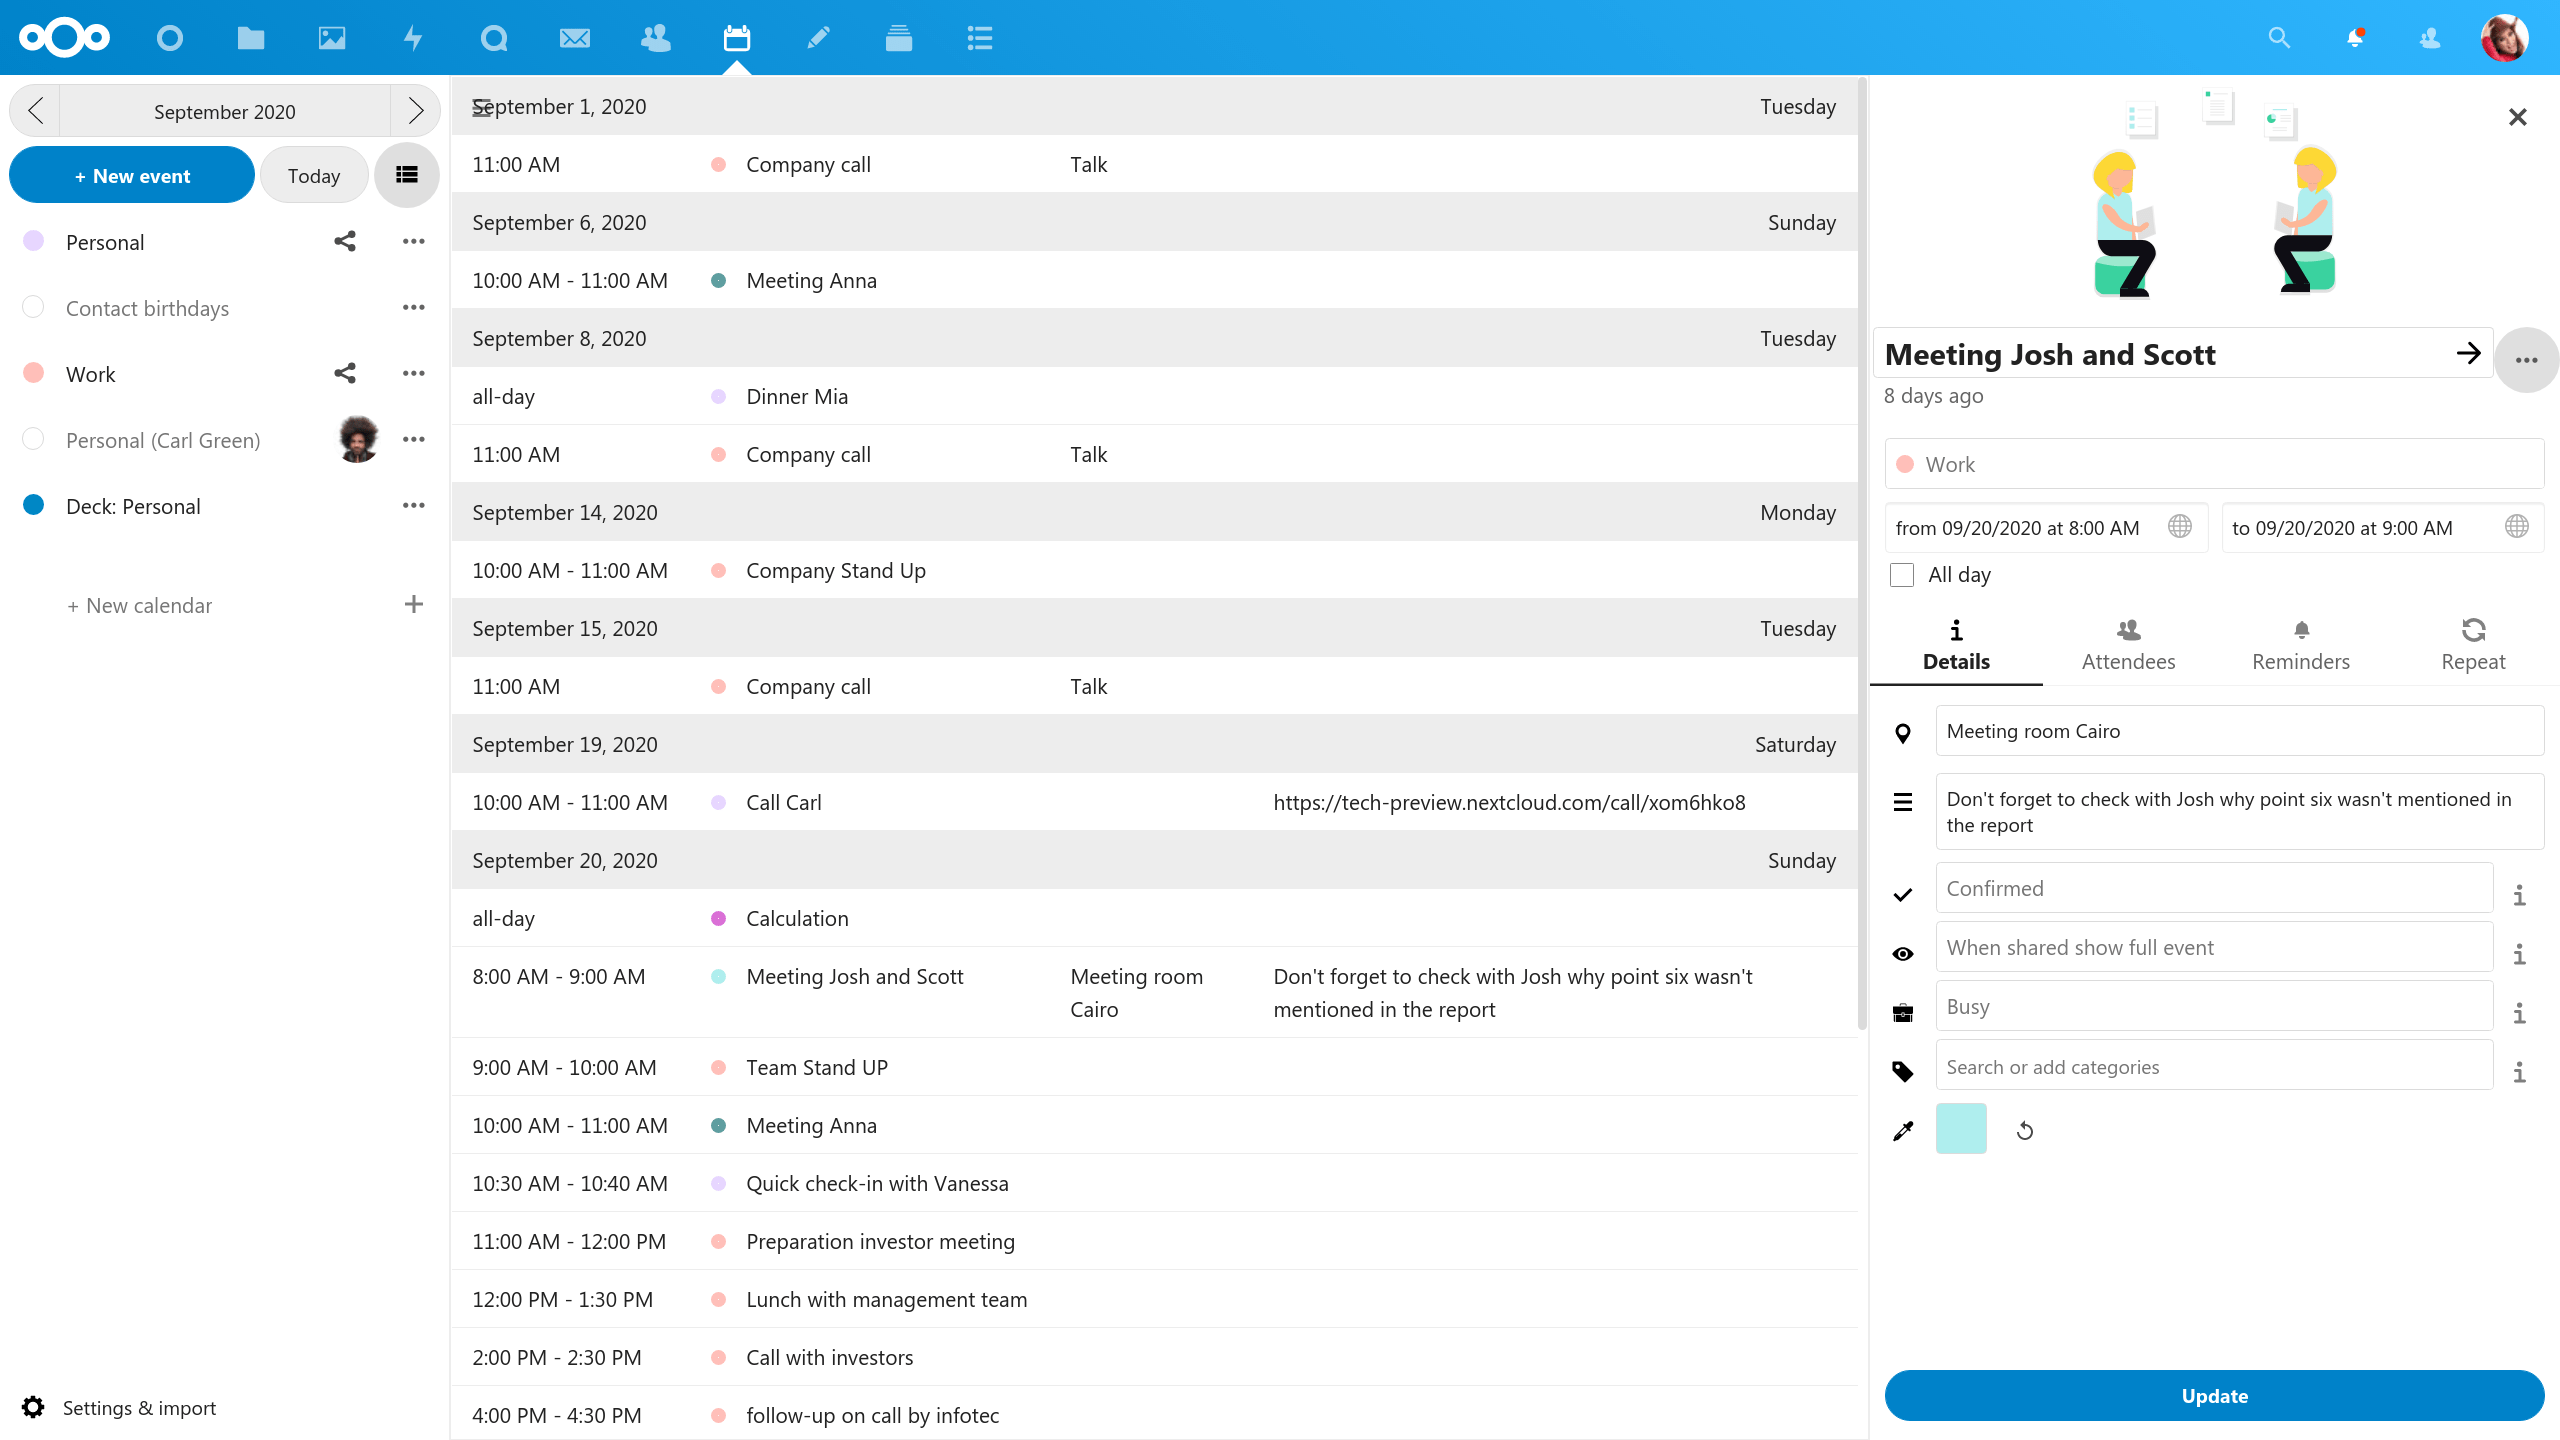 September 2020
+ New event
Today
Personal
Contact birthdays
Work
Personal (Carl Green)
Deck: Personal
+ New calendar
Settings & import
September 1, 2020 Tuesday
11:00 AM Company call Talk
September 6, 2020 Sunday
10:00 AM - 11:00 AM Meeting Anna
September 8, 2020 Tuesday
all-day Dinner Mia
11:00 AM Company call Talk
September 14, 2020 Monday
10:00 AM - 11:00 AM Company Stand Up
September 15, 2020 Tuesday
11:00 AM Company call Talk
September 19, 2020 Saturday
10:00 AM - 11:00 AM Call Carl https://tech-preview.nextcloud.com/call/xom6hko8
September 20, 2020 Sunday
all-day Calculation
8:00 AM - 9:00 AM Meeting Josh and Scott Meeting room Don't forget to check with Josh why point six wasn't
Cairo mentioned in the report
9:00 AM - 10:00 AM Team Stand UP
10:00 AM - 11:00 AM Meeting Anna
10:30 AM - 10:40 AM Quick check-in with Vanessa
11:00 AM - 12:00 PM Preparation investor meeting
12:00 PM - 1:30 PM Lunch with management team
2:00 PM - 2:30 PM Call with investors
4:00 PM - 4:30 PM follow-up on call by infotec
Meeting Josh and Scott
8 days ago
Work
from 09/20/2020 at 8:00 AM to 09/20/2020 at 9:00 AM
All day
Details Attendees Reminders Repeat
Meeting room Cairo
Don't forget to check with Josh why point six wasn't mentioned in
the report
Confirmed
When shared show full event
Busy
Search or add categories
Update